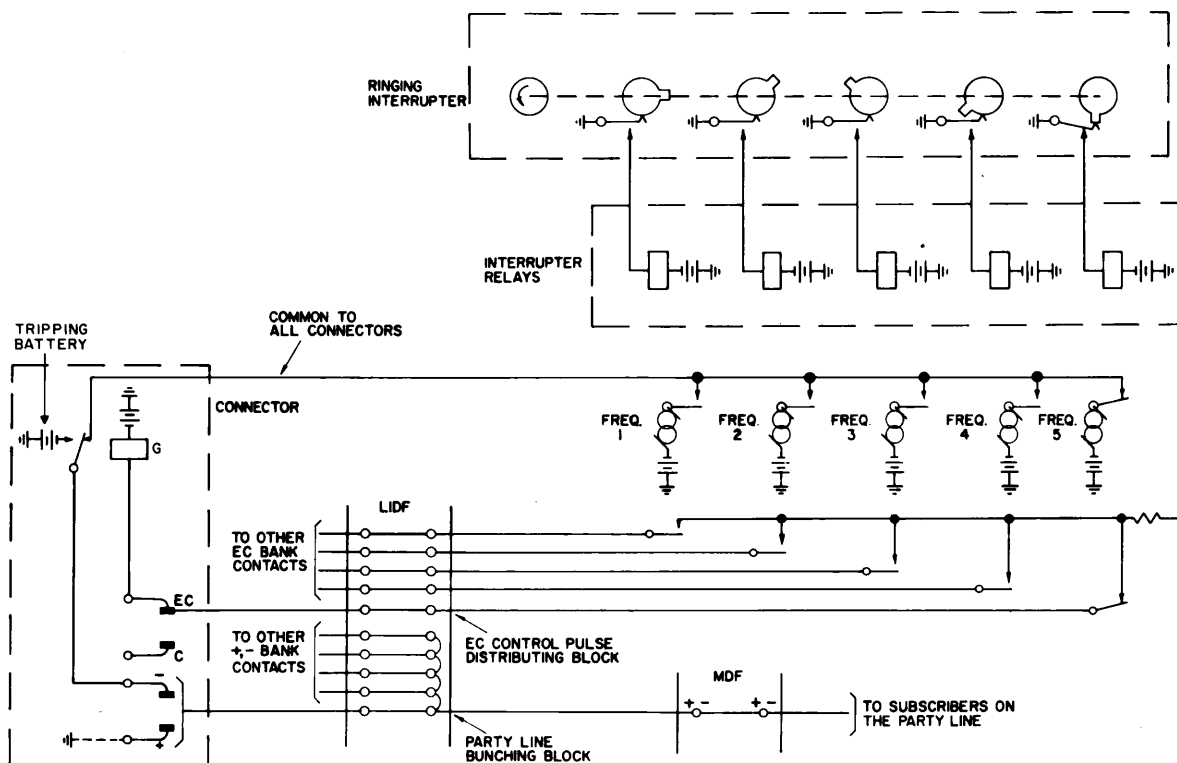 RINGING
INTERRUPTER
INTERRUPTER
RELAYS
COMMON TO
ALL CONNECTORS
TRIPPING
BATTERY
CONNECTOR
G
FREQ.
1
FREQ.
2
FREQ.
3
FREQ.
4
FREQ.
5
LIDF
TO OTHER
EC BANK
CONTACTS
EC
EC CONTROL PULSE
DISTRIBUTING BLOCK
TO OTHER
+,- BANK
CONTACTS
C
-
+
MDF
+ -
+ -
TO SUBSCRIBERS ON
THE PARTY LINE
PARTY LINE
BUNCHING BLOCK